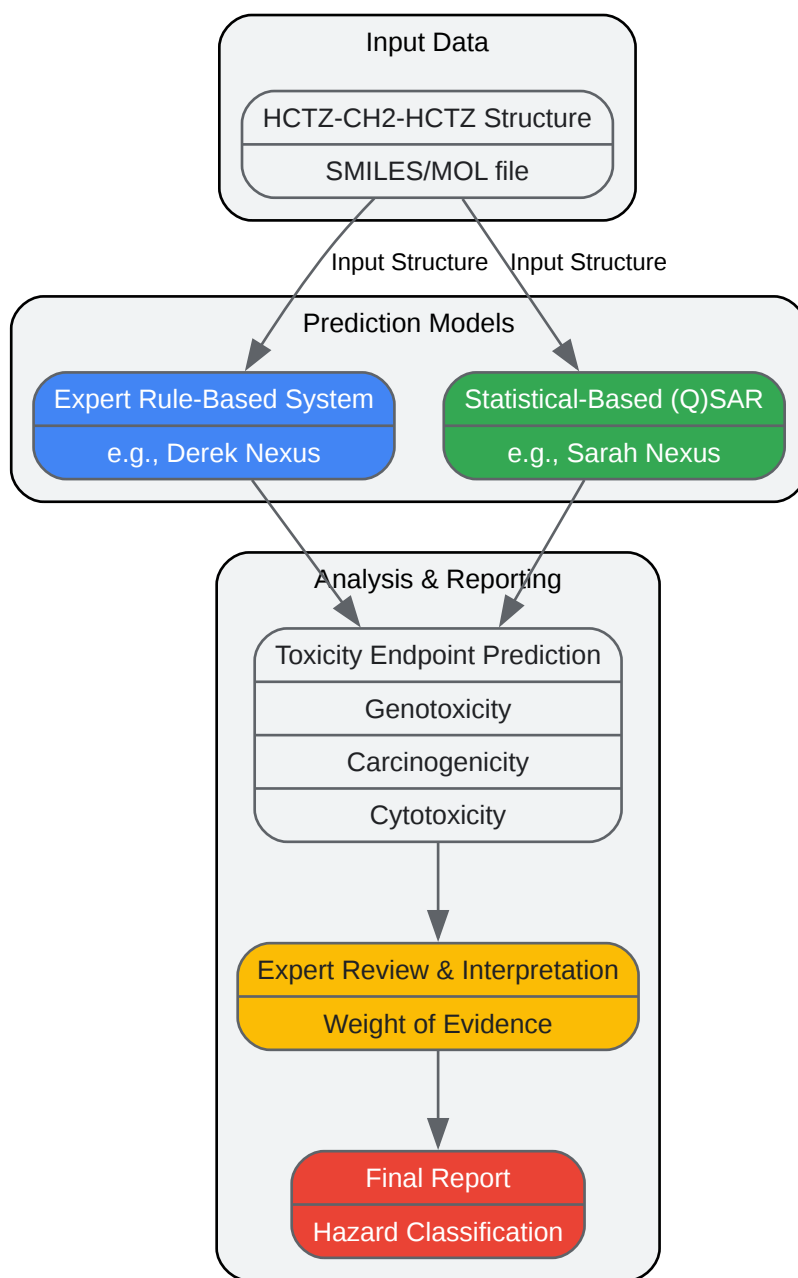 Input Data
HCTZ-CH2-HCTZ Structure
SMILES/MOL file
Input Structure
Input Structure
Prediction Models
Expert Rule-Based System
e.g., Derek Nexus
Statistical-Based (Q)SAR
e.g., Sarah Nexus
Analysis & Reporting
Toxicity Endpoint Prediction
Genotoxicity
Carcinogenicity
Cytotoxicity
Expert Review & Interpretation
Weight of Evidence
Final Report
Hazard Classification